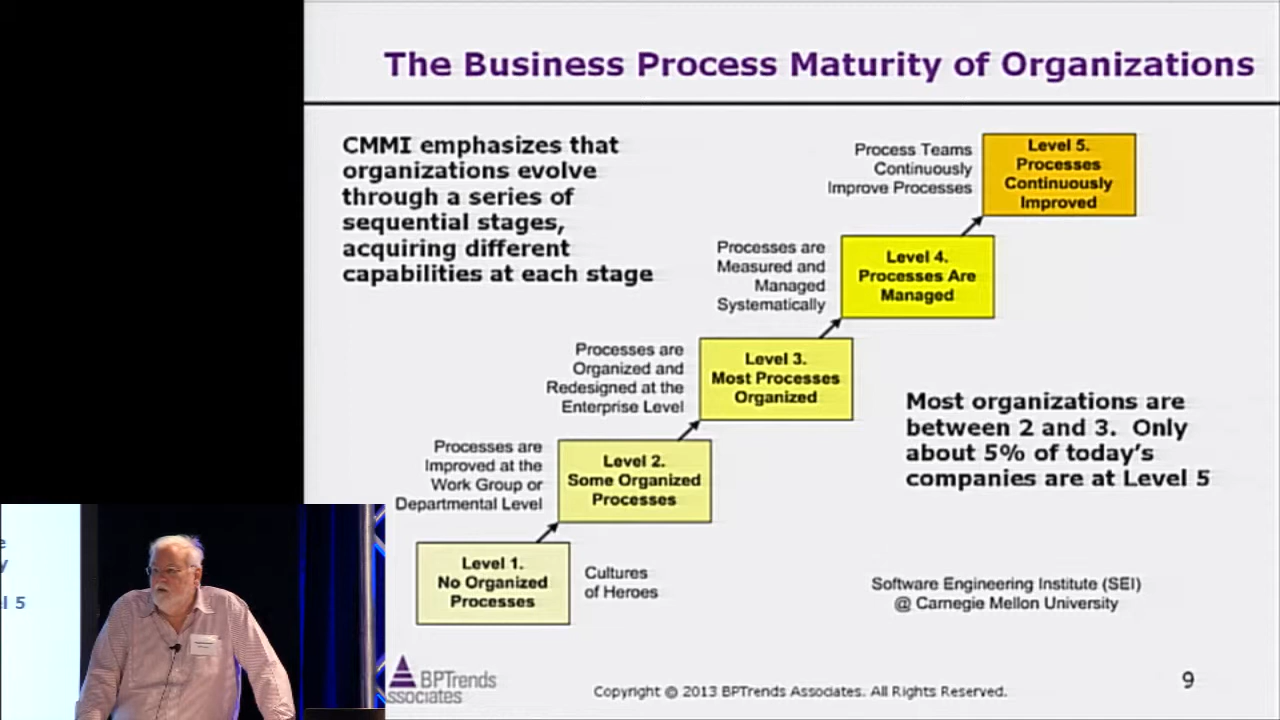 The Business Process Maturity of Organizations
CMMI emphasizes that
organizations evolve
through a series of
sequential stages,
acquiring different
capabilities at each stage
Process Teams
Continuously
Improve Processes
Level 5.
Processes
Continuously
Improved
Processes are
Measured and
Managed
Systematically
Level 4.
Processes Are
Managed
Processes are
Organized and
Redesigned at the
Enterprise Level
Level 3.
Most Processes
Organized
Most organizations are
between 2 and 3. Only
about 5% of today's
companies are at Level 5
Processes are
Improved at the
Work Group or
Departmental Level
Level 2.
Some Organized
Processes
Level 1.
No Organized
Processes
Cultures
of Heroes
Software Engineering Institute (SEI)
@ Carnegie Mellon University
BPTrends
ssociates
Copyright © 2013 BPTrends Associates. All Rights Reserved.
9